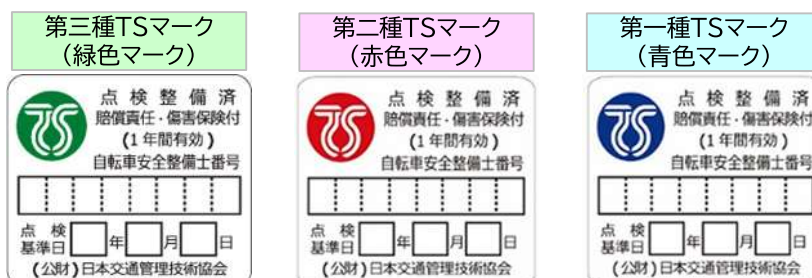 第三種TSマーク
(緑色マーク)
TS
点検整備済
賠償責任・傷害保険付
(1年間有効)
自転車安全整備士番号
点検
基準日 年 月 日
(公財)日本交通管理技術協会
第二種TSマーク
(赤色マーク)
TS
点検整備済
賠償責任・傷害保険付
(1年間有効)
自転車安全整備士番号
点検
基準日 年 月 日
(公財)日本交通管理技術協会
第一種TSマーク
(青色マーク)
TS
点検整備済
賠償責任・傷害保険付
(1年間有効)
自転車安全整備士番号
点検
基準日 年 月 日
(公財)日本交通管理技術協会